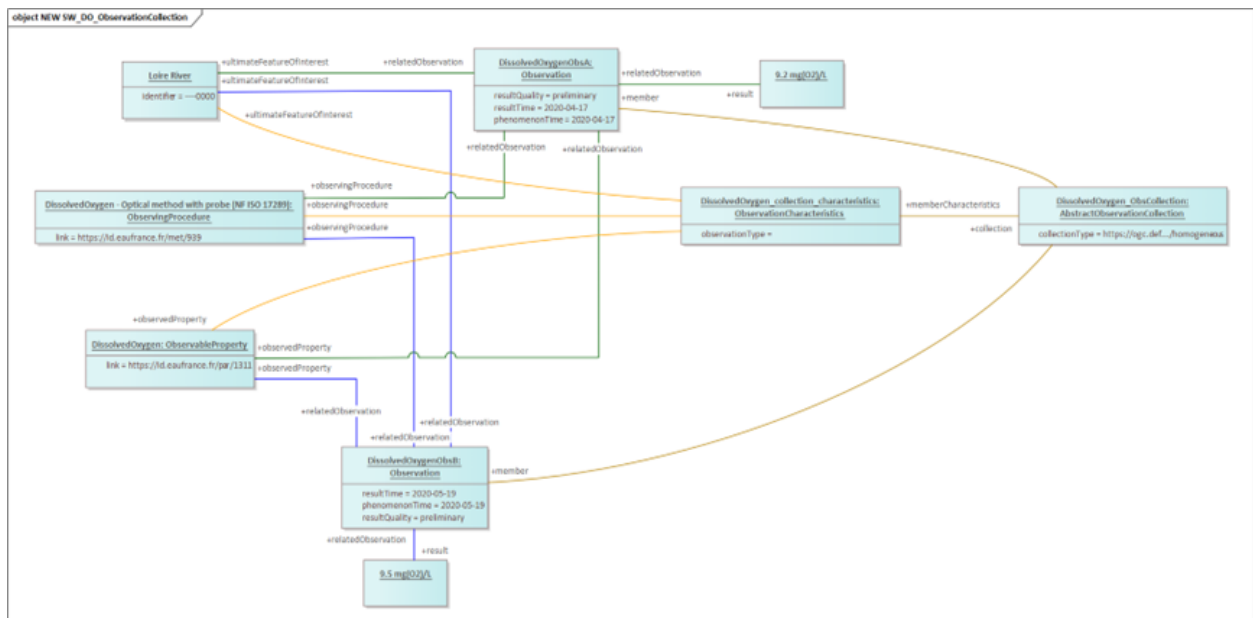 object NEW SW_DO_ObservationCollection
Loire River
Identifier = ----0000
+ultimateFeatureOfInterest
+ultimateFeatureOfInterest
+ultimateFeatureOfInterest
+relatedObservation
DissolvedOxygenObsA:
Observation
resultQuality = preliminary
resultTime = 2020-04-17
phenomenonTime = 2020-04-17
+relatedObservation
+member
+result
9.2 mg(O2)/L
+relatedObservation
+relatedObservation
DissolvedOxygen - Optical method with probe (NF ISO 17289):
ObservingProcedure
link = https://id.eaufrance.fr/met/939
+observingProcedure
+observingProcedure
+observingProcedure
DissolvedOxygen_collection_characteristics:
ObservationCharacteristics
observationType =
+memberCharacteristics
+collection
DissolvedOxygen_ObsCollection:
AbstractObservationCollection
collectionType = https://ogc.def..../homogeneous
+observedProperty
DissolvedOxygen: ObservableProperty
link = https://id.eaufrance.fr/par/1311
+observedProperty
+observedProperty
+relatedObservation
+relatedObservation
+relatedObservation
DissolvedOxygenObsB:
Observation
resultTime = 2020-05-19
phenomenonTime = 2020-05-19
resultQuality = preliminary
+member
+relatedObservation
+result
9.5 mg(O2)/L